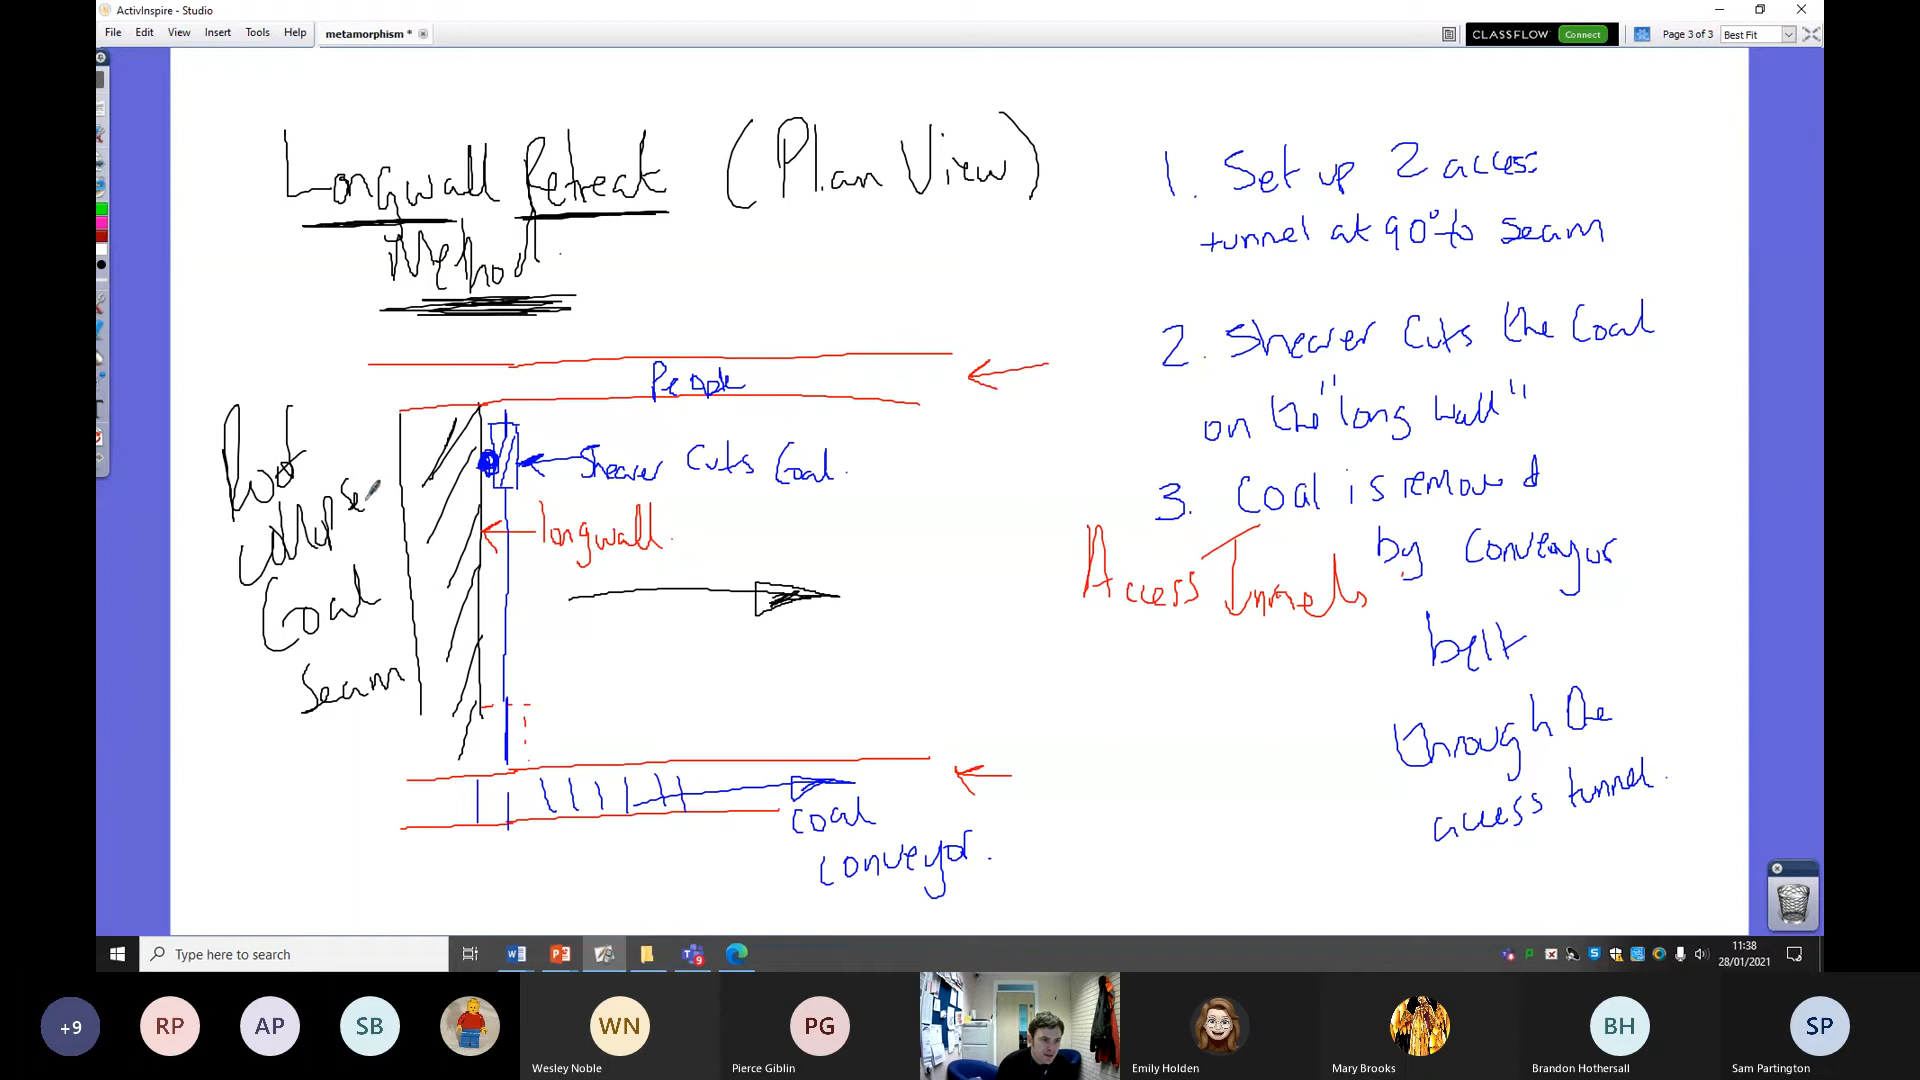 ActivInspire - Studio
File Edit View Insert Tools Help metamorphism *
CLASSFLOW Connect Page 3 of 3 Best Fit
Longwall Retreat (Plan View)
Method.
People
Shearer Cuts Coal.
longwall.
Roof
collapse
Coal
Seam
Coal
conveyor.
Access Tunnels
1. Set up 2 access
tunnel at 90° to seam
2. Shearer Cuts the Coal
on the "long wall"
3. Coal is removed
by Conveyor
belt
through the
access tunnel.
Type here to search
9
11:38
28/01/2021
+9 RP AP SB WN PG BH SP
Wesley Noble Pierce Giblin Emily Holden Mary Brooks Brandon Hothersall Sam Partington